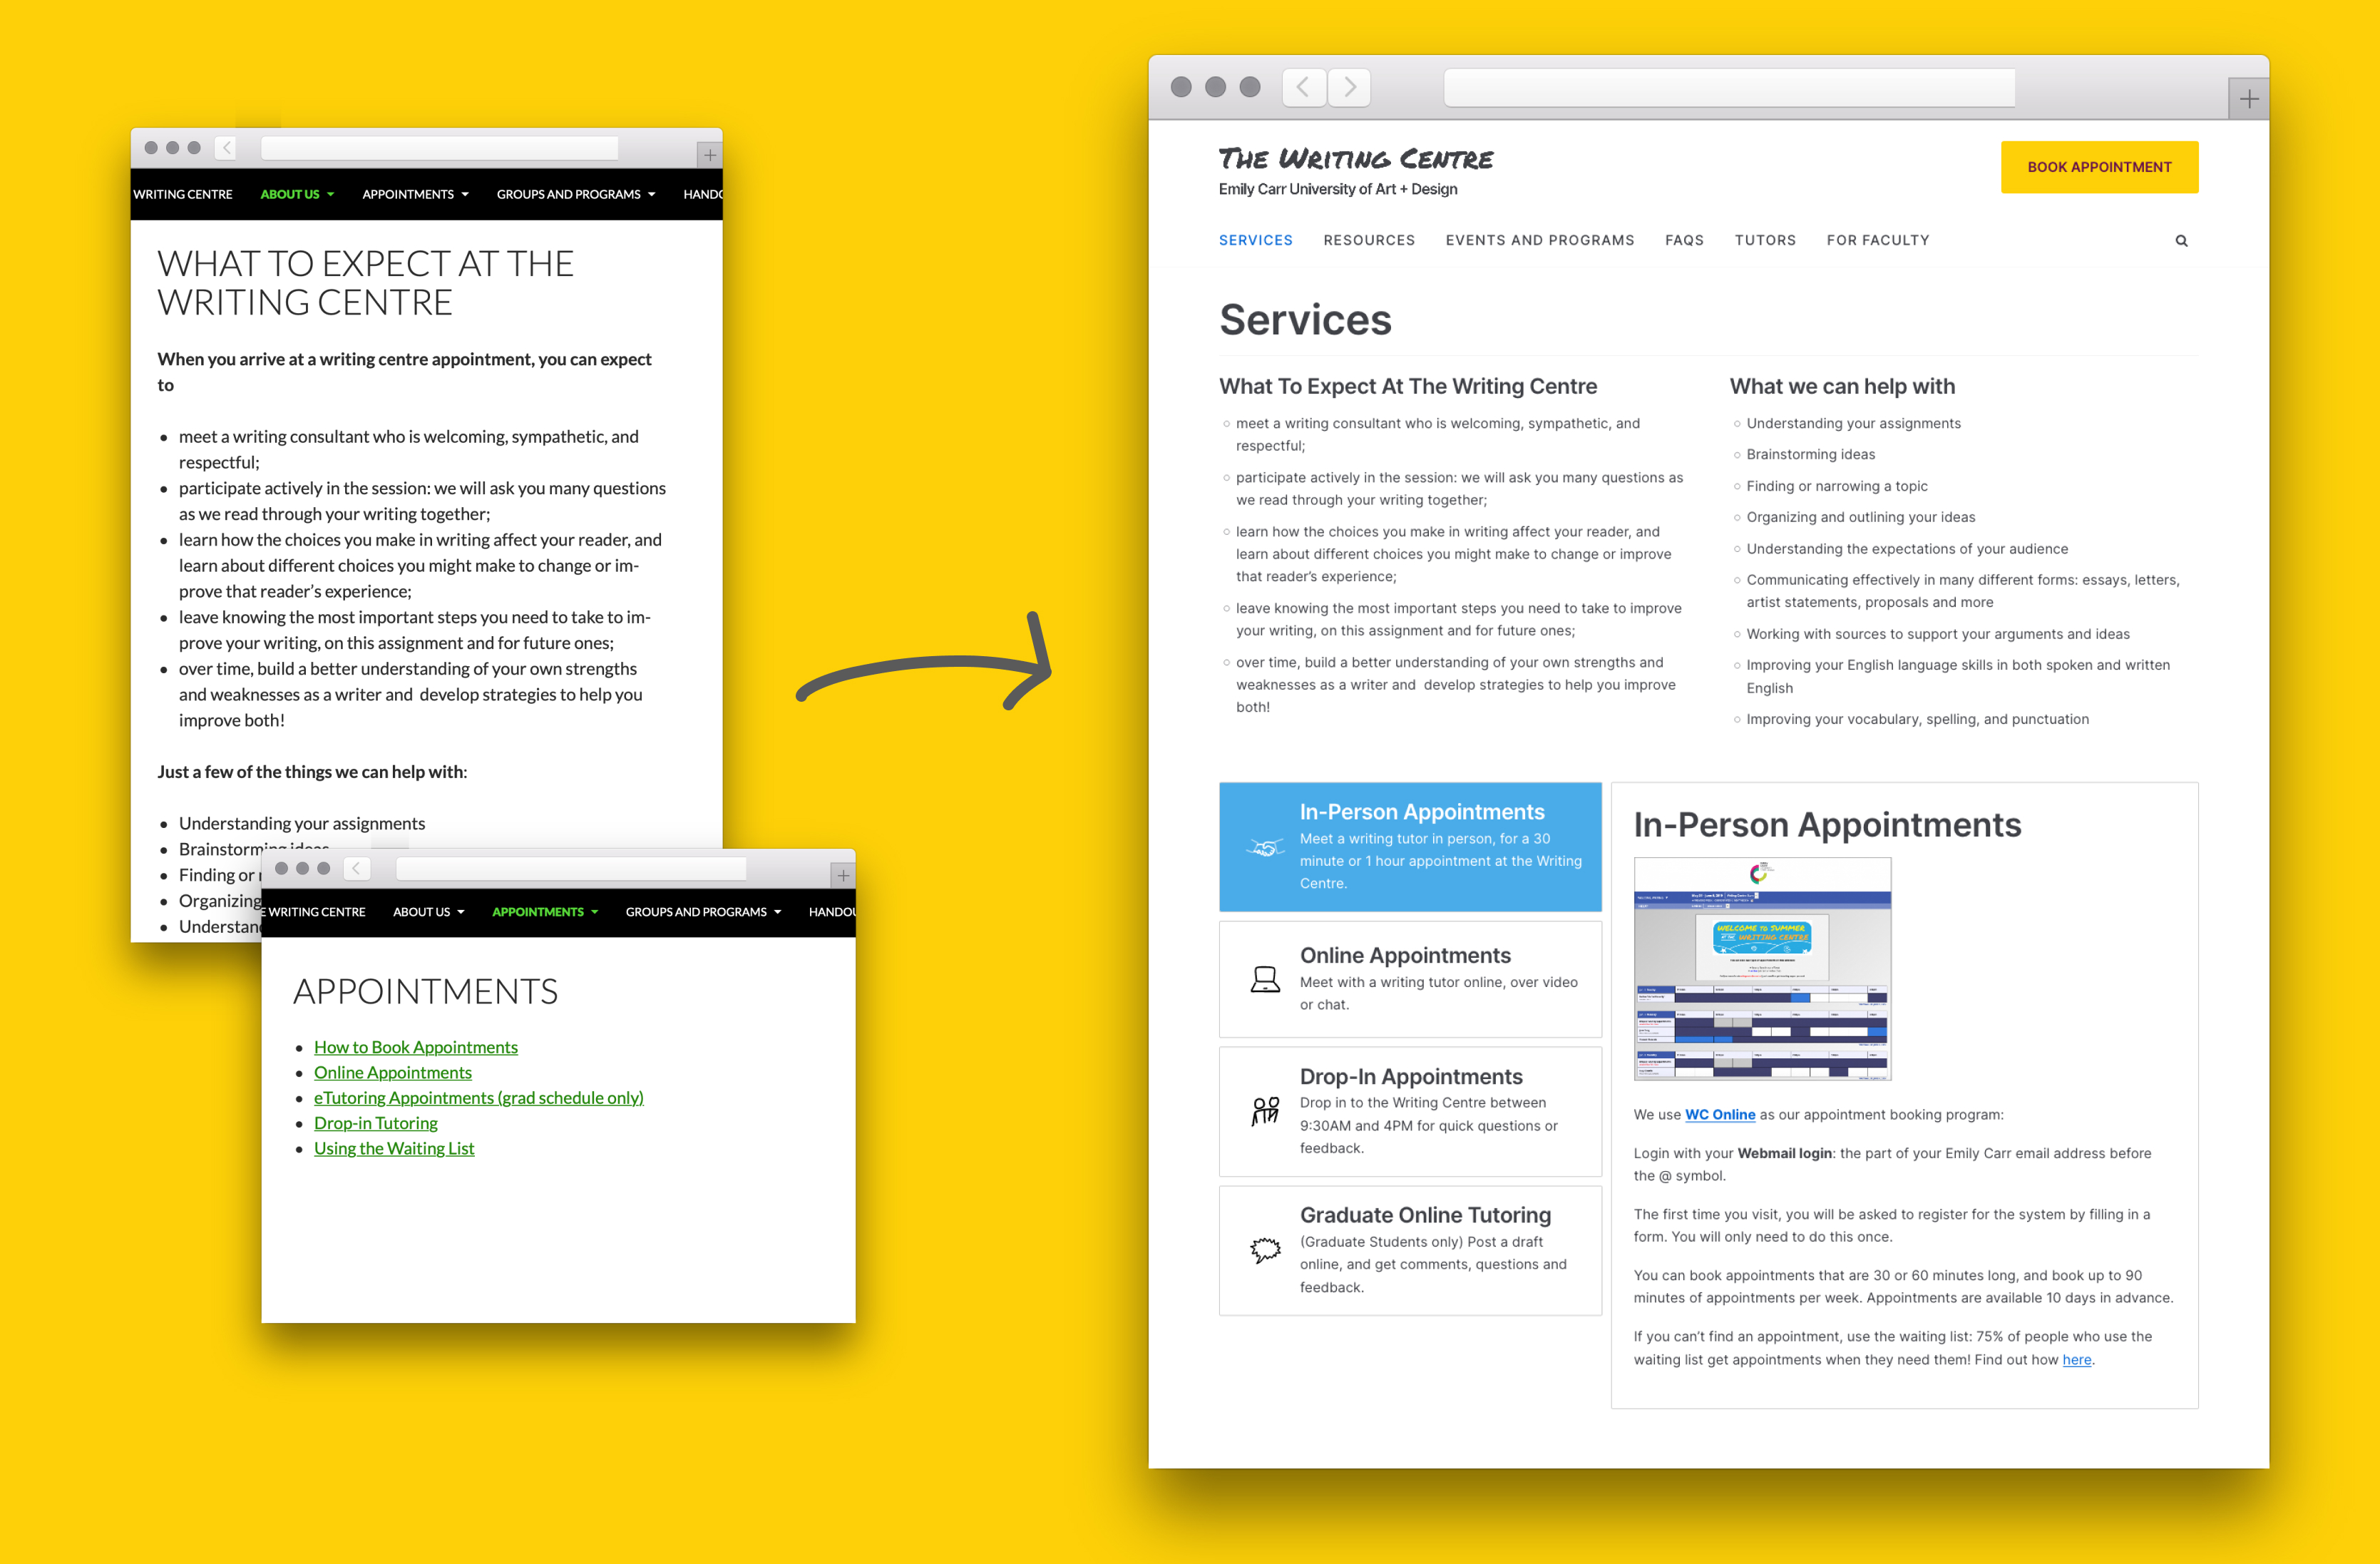 WRITING CENTRE ABOUT US APPOINTMENTS GROUPS AND PROGRAMS HANDO
WHAT TO EXPECT AT THE
WRITING CENTRE
When you arrive at a writing centre appointment, you can expect
to
• meet a writing consultant who is welcoming, sympathetic, and
respectful;
• participate actively in the session: we will ask you many questions
as we read through your writing together;
• learn how the choices you make in writing affect your reader, and
learn about different choices you might make to change or im-
prove that reader's experience;
• leave knowing the most important steps you need to take to im-
prove your writing, on this assignment and for future ones;
• over time, build a better understanding of your own strengths
and weaknesses as a writer and develop strategies to help you
improve both!
Just a few of the things we can help with:
• Understanding your assignments
• Brainstorming ideas
• Finding or
• Organizing
• Understan
E WRITING CENTRE ABOUT US APPOINTMENTS GROUPS AND PROGRAMS HANDOU
APPOINTMENTS
• How to Book Appointments
• Online Appointments
• eTutoring Appointments (grad schedule only)
• Drop-in Tutoring
• Using the Waiting List
THE WRITING CENTRE
Emily Carr University of Art + Design
BOOK APPOINTMENT
SERVICES RESOURCES EVENTS AND PROGRAMS FAQS TUTORS FOR FACULTY
Services
What To Expect At The Writing Centre
meet a writing consultant who is welcoming, sympathetic, and
respectful;
participate actively in the session: we will ask you many questions as
we read through your writing together;
learn how the choices you make in writing affect your reader, and
learn about different choices you might make to change or improve
that reader's experience;
leave knowing the most important steps you need to take to improve
your writing, on this assignment and for future ones;
over time, build a better understanding of your own strengths and
weaknesses as a writer and develop strategies to help you improve
both!
What we can help with
Understanding your assignments
Brainstorming ideas
Finding or narrowing a topic
Organizing and outlining your ideas
Understanding the expectations of your audience
Communicating effectively in many different forms: essays, letters,
artist statements, proposals and more
Working with sources to support your arguments and ideas
Improving your English language skills in both spoken and written
English
Improving your vocabulary, spelling, and punctuation
In-Person Appointments
Meet a writing tutor in person, for a 30
minute or 1 hour appointment at the Writing
Centre.
Online Appointments
Meet with a writing tutor online, over video
or chat.
Drop-In Appointments
Drop in to the Writing Centre between
9:30AM and 4PM for quick questions or
feedback.
Graduate Online Tutoring
(Graduate Students only) Post a draft
online, and get comments, questions and
feedback.
In-Person Appointments
WELCOME TO SUMMER
AT THE WRITING CENTRE
We use WC Online as our appointment booking program:
Login with your Webmail login: the part of your Emily Carr email address before
the @ symbol.
The first time you visit, you will be asked to register for the system by filling in a
form. You will only need to do this once.
You can book appointments that are 30 or 60 minutes long, and book up to 90
minutes of appointments per week. Appointments are available 10 days in advance.
If you can't find an appointment, use the waiting list: 75% of people who use the
waiting list get appointments when they need them! Find out how here.